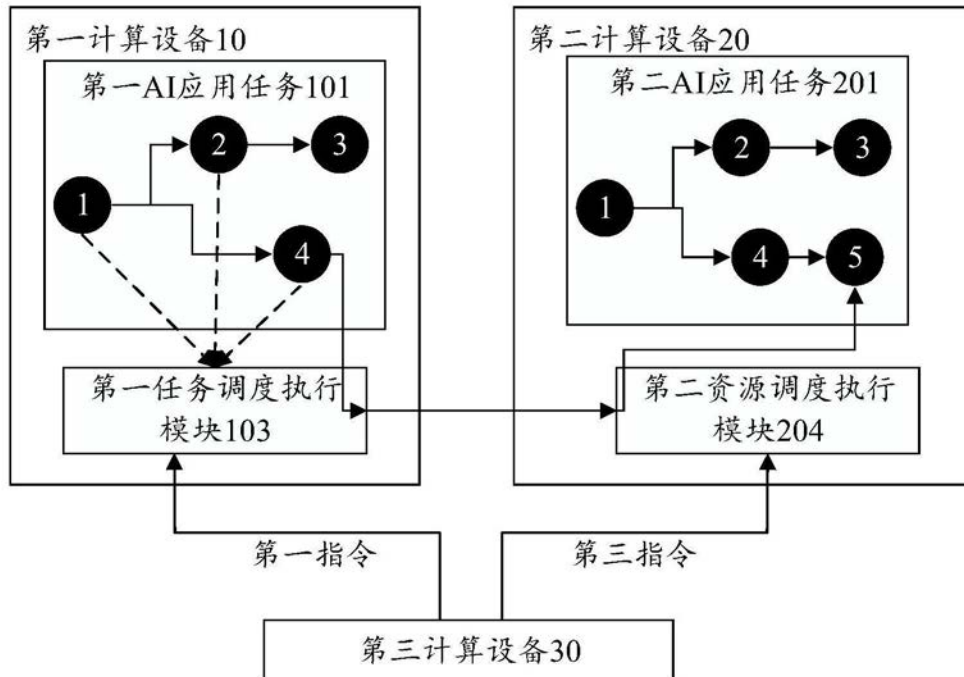 第一计算设备10
第一AI应用任务101
2
3
1
4
第一任务调度执行
模块103
第二计算设备20
第二AI应用任务201
2
3
1
4
5
第二资源调度执行
模块204
第一指令
第三指令
第三计算设备30